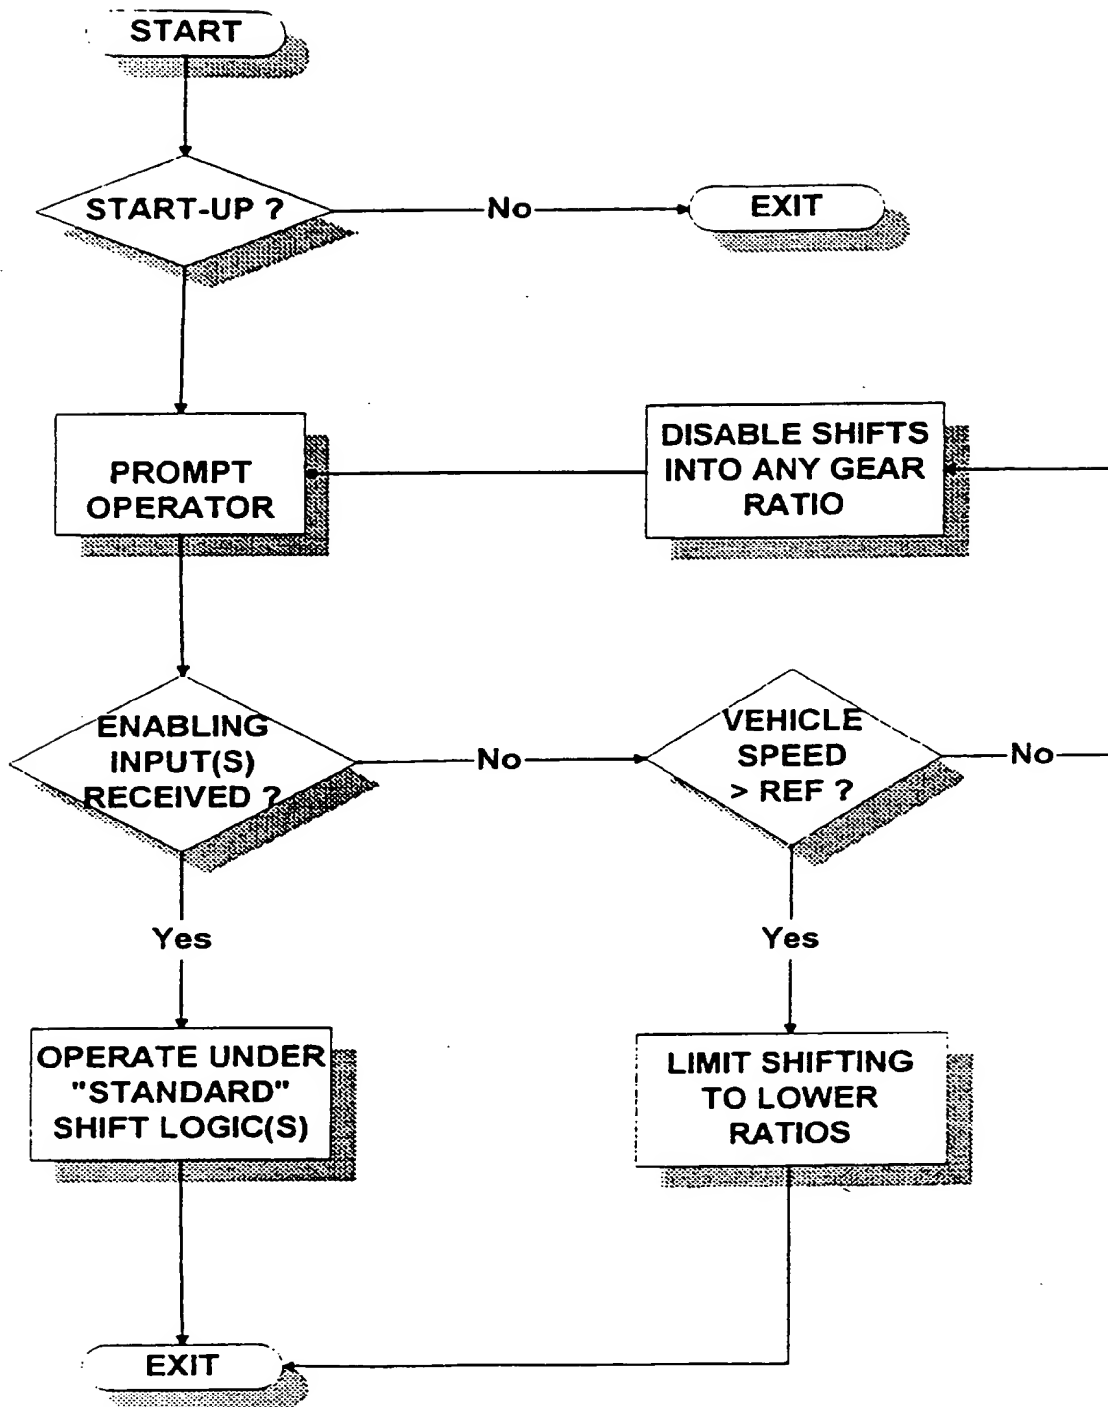 START
START-UP ?
No
EXIT
PROMPT
OPERATOR
DISABLE SHIFTS
INTO ANY GEAR
RATIO
ENABLING
INPUT(S)
RECEIVED ?
No
VEHICLE
SPEED
> REF ?
No
Yes
Yes
OPERATE UNDER
"STANDARD"
SHIFT LOGIC(S)
LIMIT SHIFTING
TO LOWER
RATIOS
EXIT